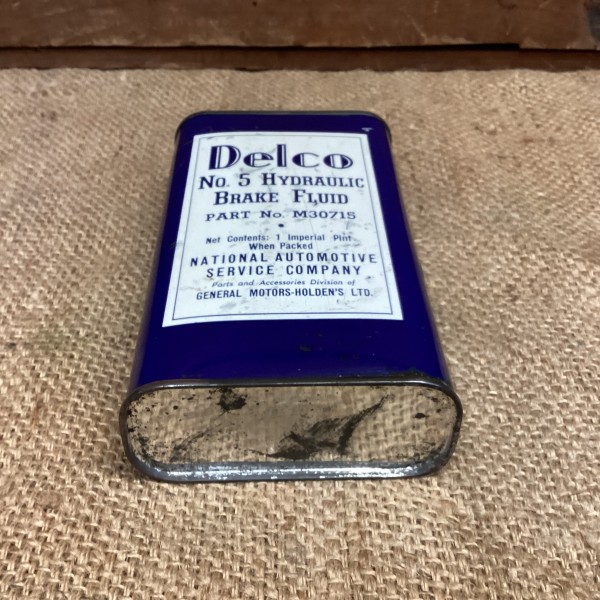 Delco
No. 5 Hydraulic
Brake Fluid
Part No. M30715
Net Contents: 1 Imperial Pint
When Packed
NATIONAL AUTOMOTIVE
SERVICE COMPANY
Parts and Accessories Division of
GENERAL MOTORS-HOLDEN'S LTD.